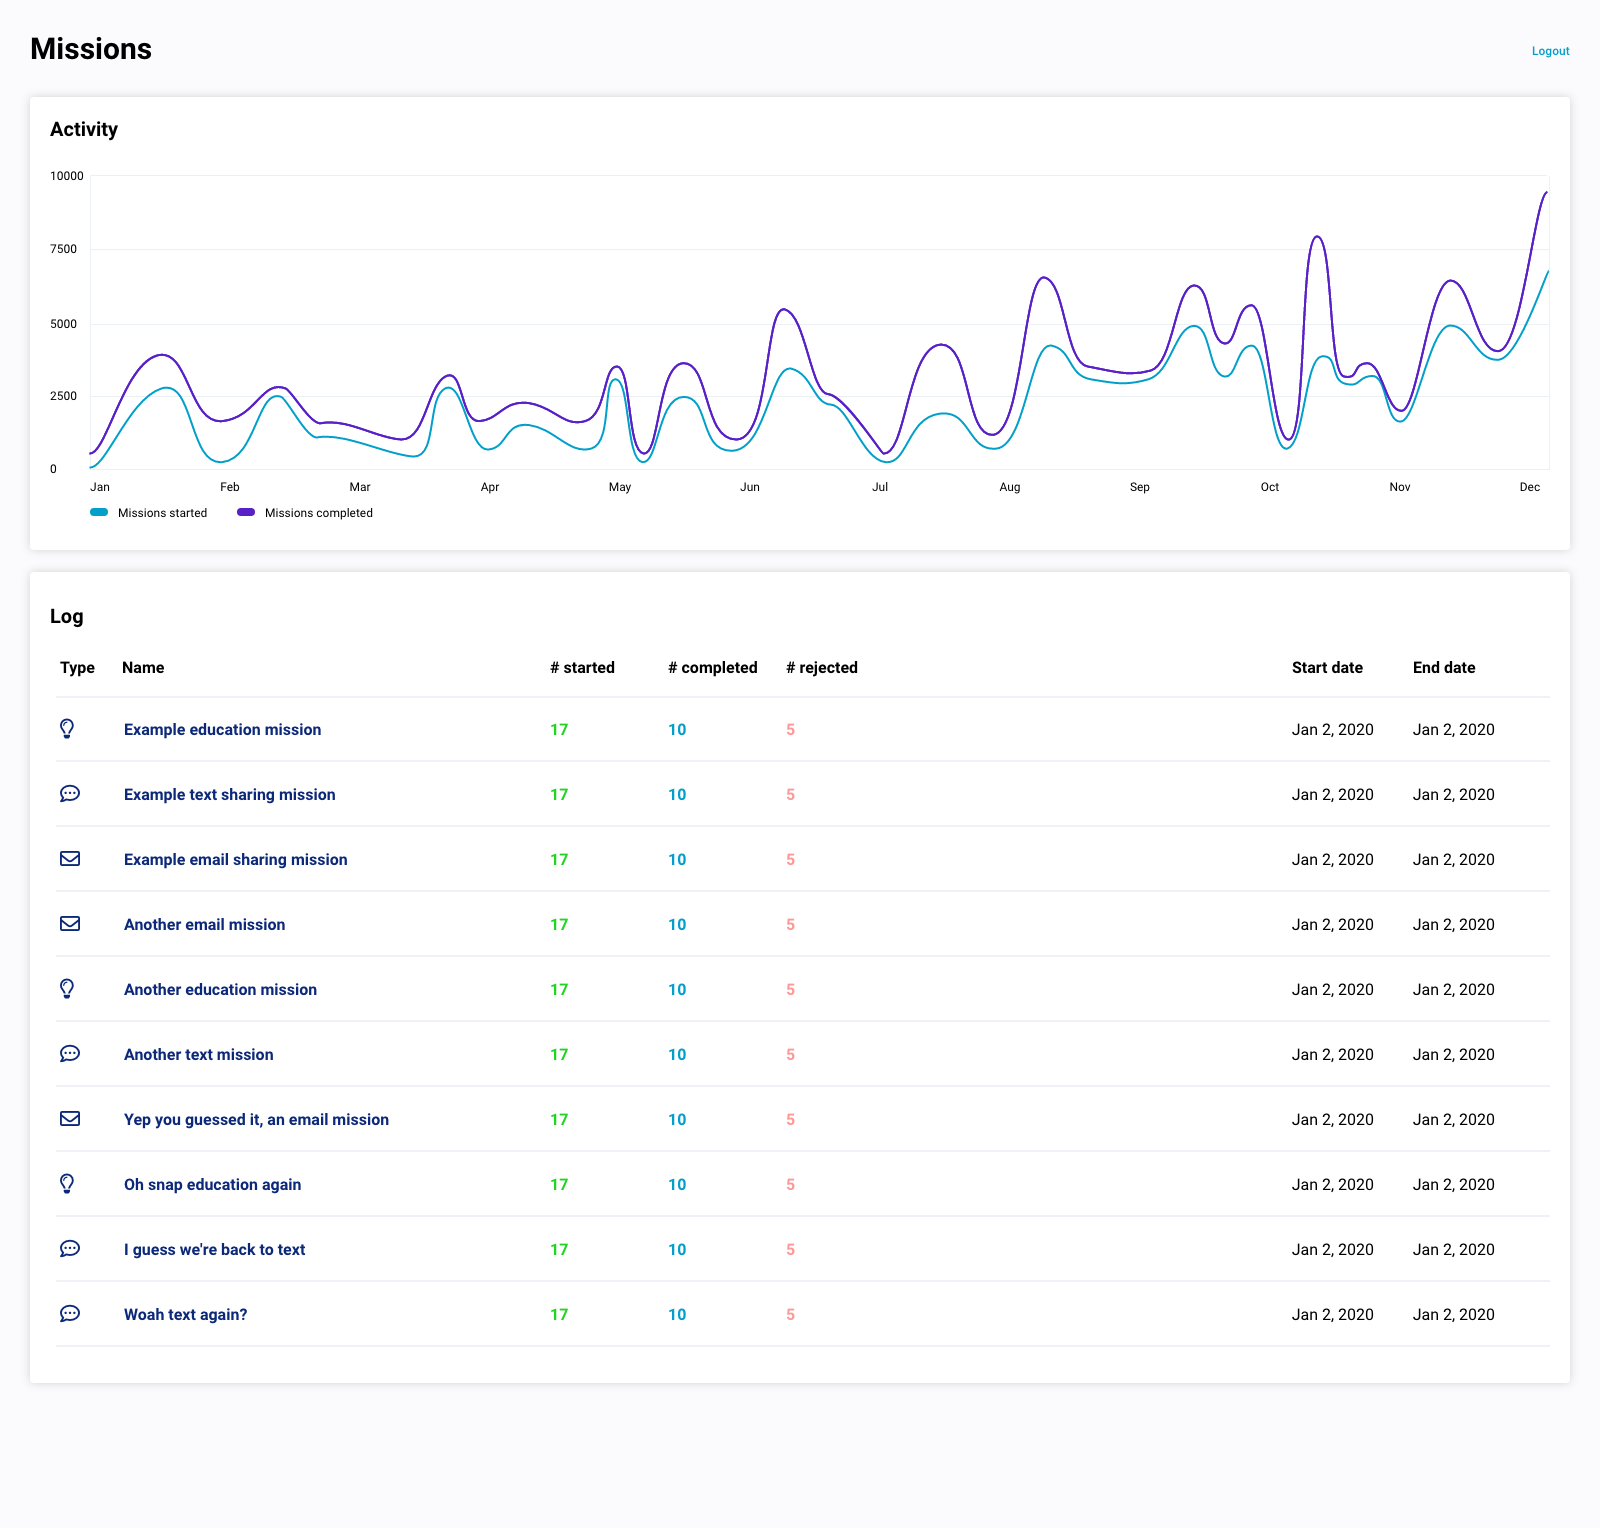 Missions
Logout
Activity
10000
7500
5000
2500
0
Jan Feb Mar Apr May Jun Jul Aug Sep Oct Nov Dec
Missions started Missions completed
Log
Type Name # started # completed # rejected Start date End date
Example education mission 17 10 5 Jan 2, 2020 Jan 2, 2020
Example text sharing mission 17 10 5 Jan 2, 2020 Jan 2, 2020
Example email sharing mission 17 10 5 Jan 2, 2020 Jan 2, 2020
Another email mission 17 10 5 Jan 2, 2020 Jan 2, 2020
Another education mission 17 10 5 Jan 2, 2020 Jan 2, 2020
Another text mission 17 10 5 Jan 2, 2020 Jan 2, 2020
Yep you guessed it, an email mission 17 10 5 Jan 2, 2020 Jan 2, 2020
Oh snap education again 17 10 5 Jan 2, 2020 Jan 2, 2020
I guess we're back to text 17 10 5 Jan 2, 2020 Jan 2, 2020
Woah text again? 17 10 5 Jan 2, 2020 Jan 2, 2020